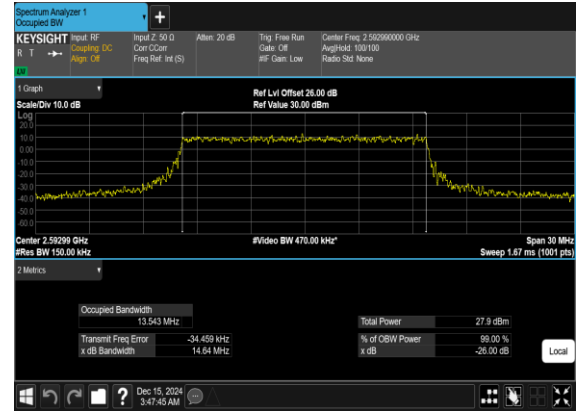 Spectrum Analyzer 1
Occupied BW
KEYSIGHT Input: RF Input Z: 50 Ω Atten: 20 dB Trig: Free Run Center Freq: 2.592990000 GHz
R T Coupling: DC Corr CCorr Gate: Off Avg|Hold: 100/100
Align: Off Freq Ref: Int (S) #IF Gain: Low Radio Std: None
LV
1 Graph
Ref Lvl Offset 26.00 dB
Scale/Div 10.0 dB Ref Value 30.00 dBm
Log
20.0
10.0
0.00
-10.0
-20.0
-30.0
-40.0
-50.0
-60.0
Center 2.59299 GHz #Video BW 470.00 kHz* Span 30 MHz
#Res BW 150.00 kHz Sweep 1.67 ms (1001 pts)
2 Metrics
Occupied Bandwidth
13.543 MHz Total Power 27.9 dBm
Transmit Freq Error -34.459 kHz % of OBW Power 99.00 %
x dB Bandwidth 14.64 MHz x dB -26.00 dB
Local
Dec 15, 2024
3:47:45 AM